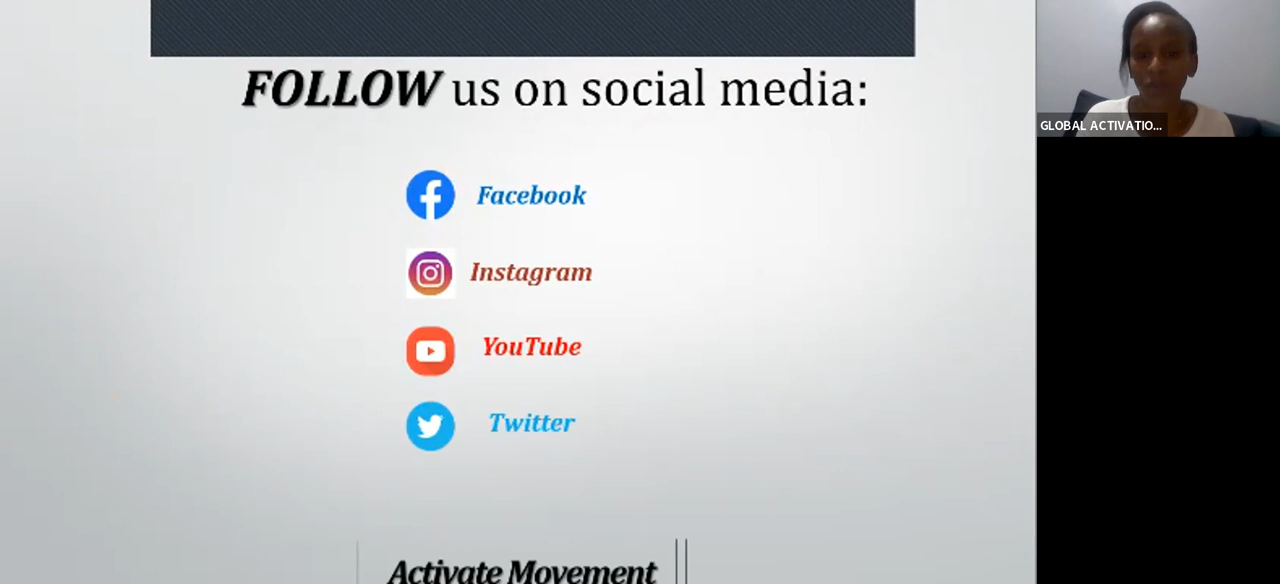 FOLLOW us on social media:
Facebook
Instagram
YouTube
Twitter
Activate Movement
GLOBAL ACTIVATIO...